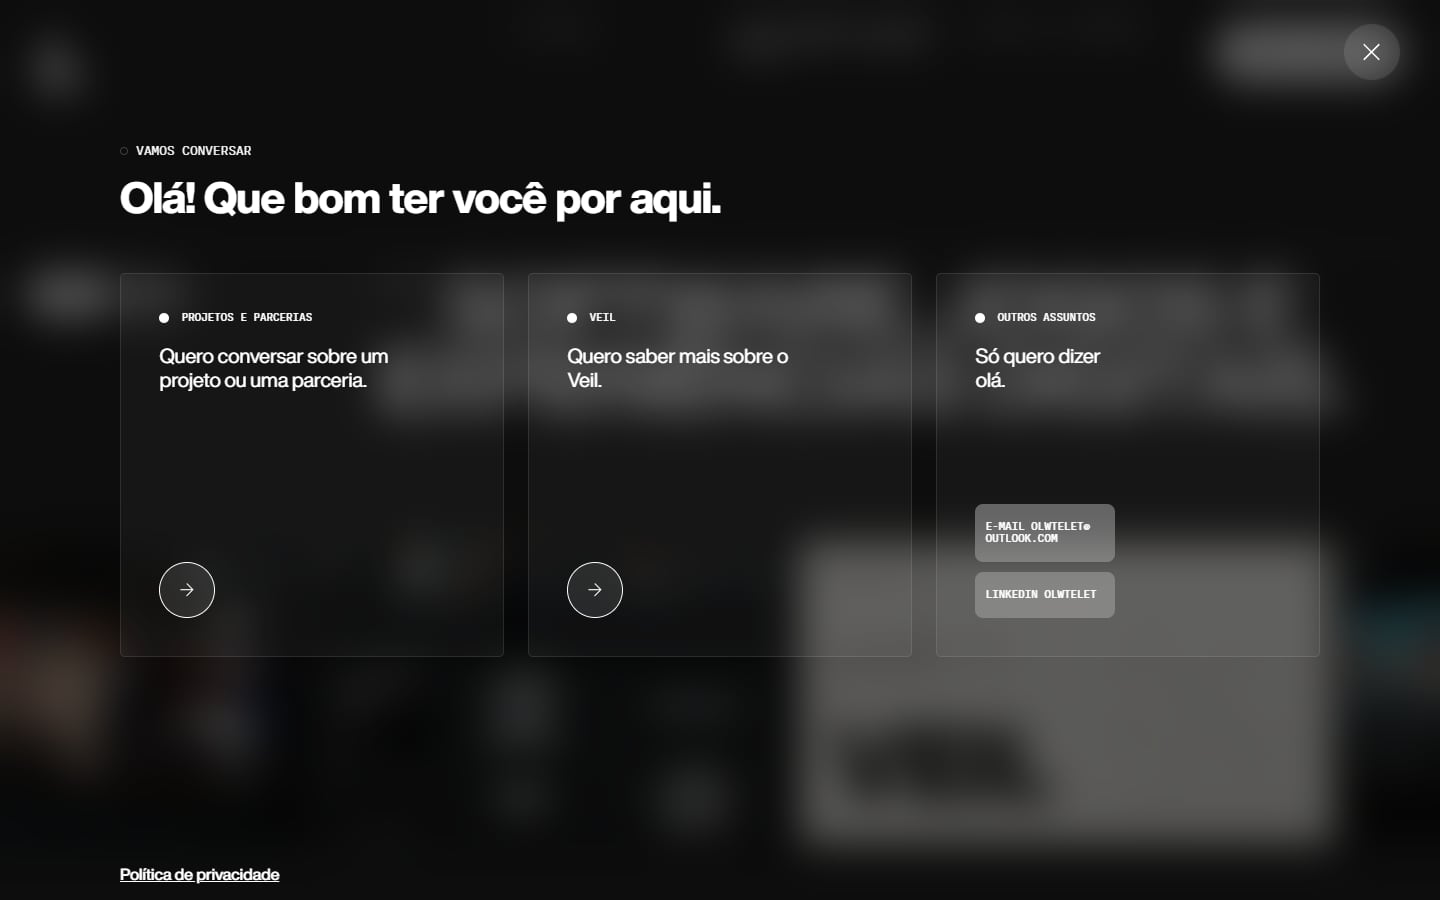 VAMOS CONVERSAR
Olá! Que bom ter você por aqui.
PROJETOS E PARCERIAS
Quero conversar sobre um
projeto ou uma parceria.
VEIL
Quero saber mais sobre o
Veil.
OUTROS ASSUNTOS
Só quero dizer
olá.
E-MAIL OLWTELET@
OUTLOOK.COM
LINKEDIN OLWTELET
Política de privacidade